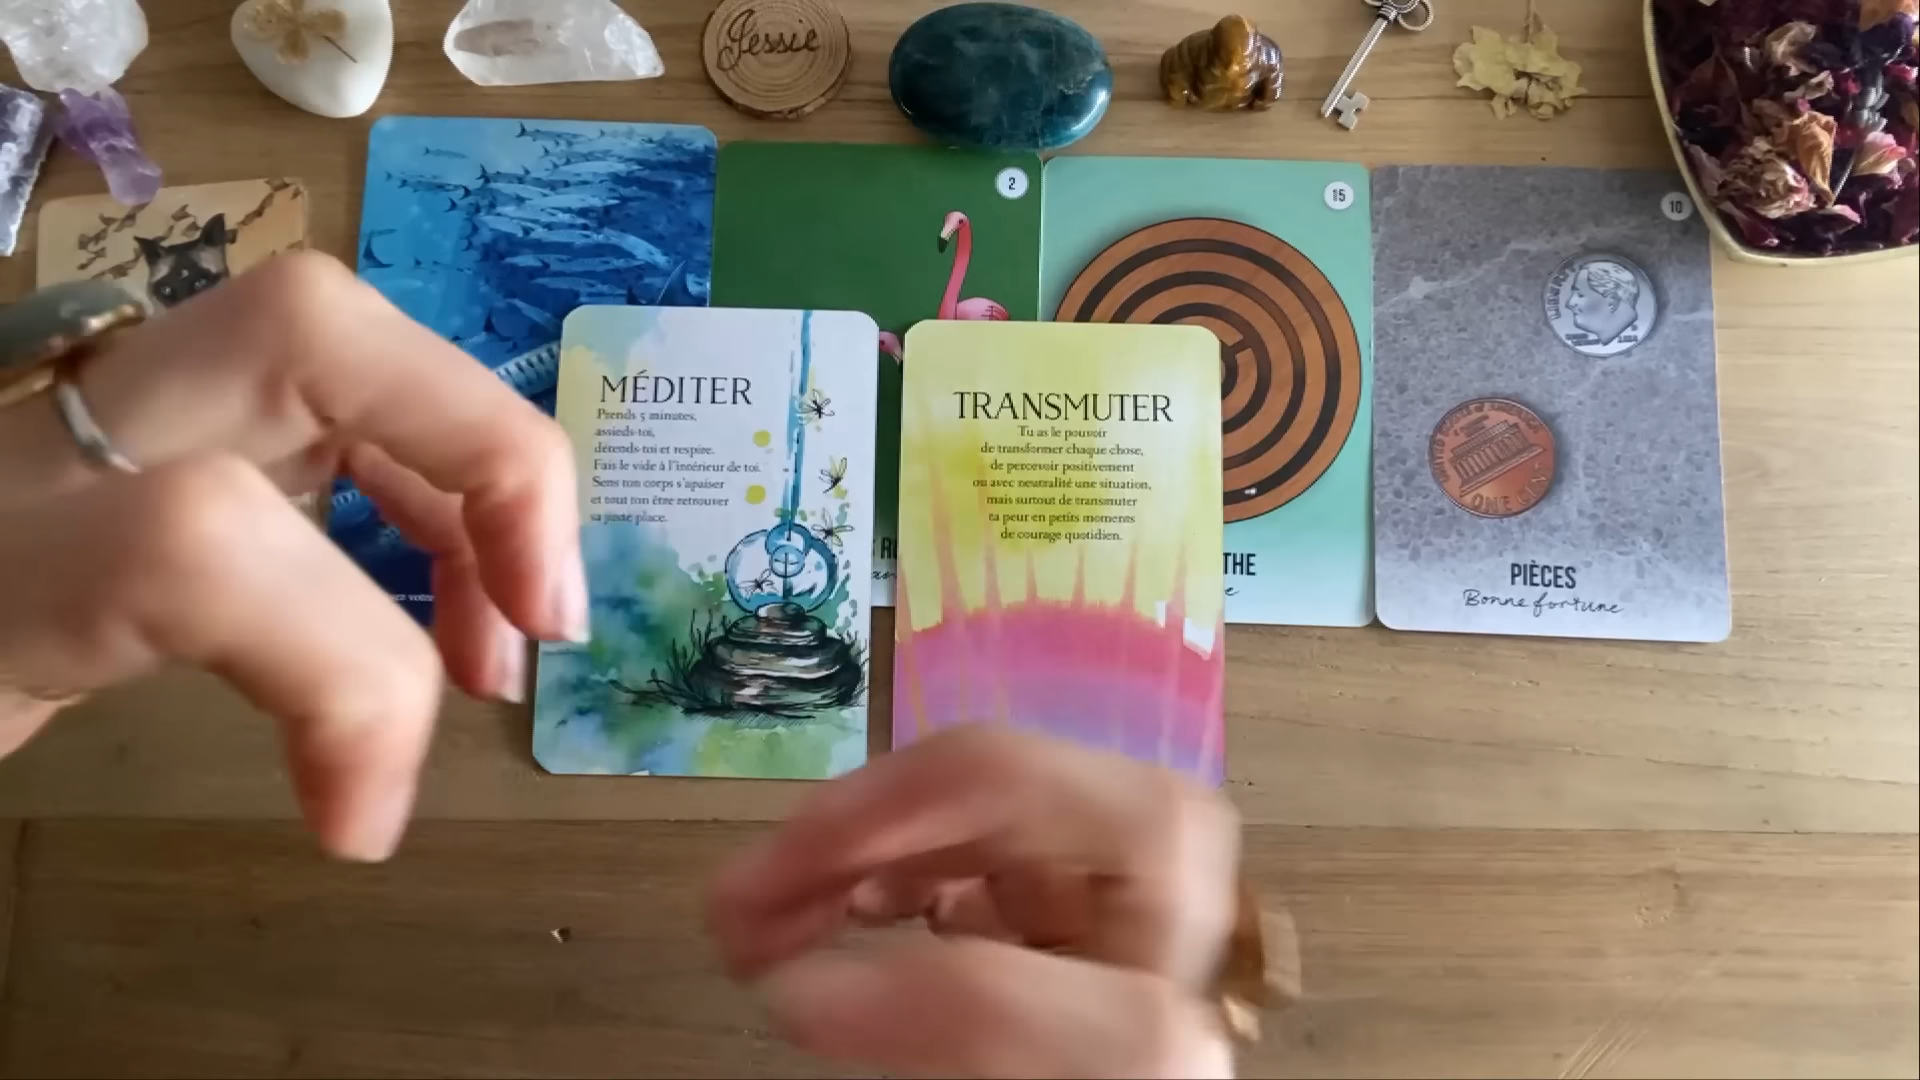 Jessie
2
10
MÉDITER
Prends 5 minutes,
assieds-toi,
détends-toi et respire.
Fais le vide à l'intérieur de toi.
Sens ton corps s'apaiser
et tout ton être retrouver
sa juste place.
TRANSMUTER
Tu as le pouvoir
de transformer chaque chose,
de percevoir positivement
ou avec neutralité une situation,
mais surtout de transmuter
ta peur en petits moments
de courage quotidien.
THE
e
PIÈCES
Bonne fortune
ONE CENT
votre